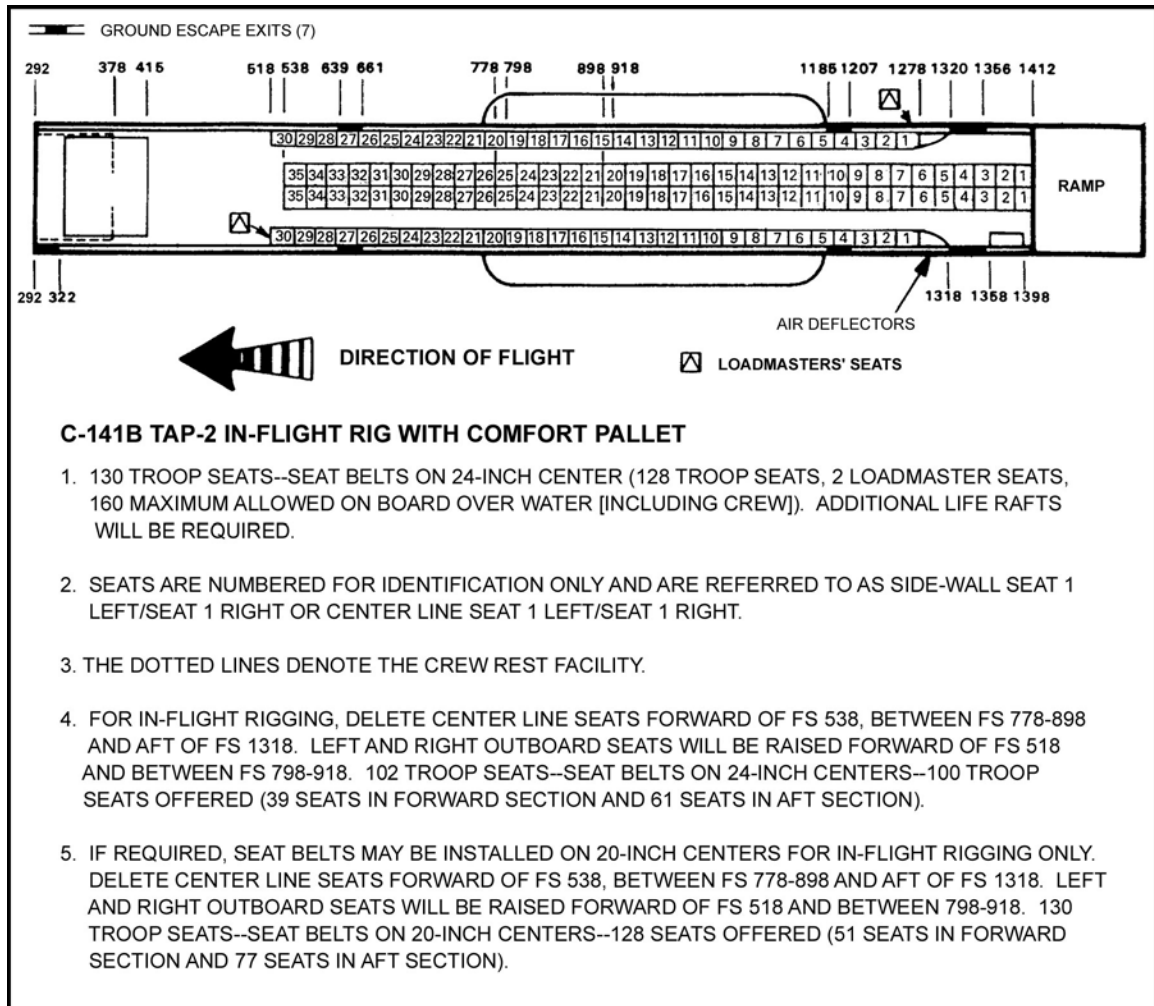 GROUND ESCAPE EXITS (7)
292 378 415 518 538 639 661 778 798 898 918 1185 1207 1278 1320 1356 1412
30 29 28 27 26 25 24 23 22 21 20 19 18 17 16 15 14 13 12 11 10 9 8 7 6 5 4 3 2 1
35 34 33 32 31 30 29 28 27 26 25 24 23 22 21 20 19 18 17 16 15 14 13 12 11 10 9 8 7 6 5 4 3 2 1
RAMP
35 34 33 32 31 30 29 28 27 26 25 24 23 22 21 20 19 18 17 16 15 14 13 12 11 10 9 8 7 6 5 4 3 2 1
30 29 28 27 26 25 24 23 22 21 20 19 18 17 16 15 14 13 12 11 10 9 8 7 6 5 4 3 2 1
292 322 1318 1358 1398
AIR DEFLECTORS
DIRECTION OF FLIGHT
LOADMASTERS' SEATS
C-141B TAP-2 IN-FLIGHT RIG WITH COMFORT PALLET
1. 130 TROOP SEATS--SEAT BELTS ON 24-INCH CENTER (128 TROOP SEATS, 2 LOADMASTER SEATS,
160 MAXIMUM ALLOWED ON BOARD OVER WATER [INCLUDING CREW]). ADDITIONAL LIFE RAFTS
WILL BE REQUIRED.
2. SEATS ARE NUMBERED FOR IDENTIFICATION ONLY AND ARE REFERRED TO AS SIDE-WALL SEAT 1
LEFT/SEAT 1 RIGHT OR CENTER LINE SEAT 1 LEFT/SEAT 1 RIGHT.
3. THE DOTTED LINES DENOTE THE CREW REST FACILITY.
4. FOR IN-FLIGHT RIGGING, DELETE CENTER LINE SEATS FORWARD OF FS 538, BETWEEN FS 778-898
AND AFT OF FS 1318. LEFT AND RIGHT OUTBOARD SEATS WILL BE RAISED FORWARD OF FS 518
AND BETWEEN FS 798-918. 102 TROOP SEATS--SEAT BELTS ON 24-INCH CENTERS--100 TROOP
SEATS OFFERED (39 SEATS IN FORWARD SECTION AND 61 SEATS IN AFT SECTION).
5. IF REQUIRED, SEAT BELTS MAY BE INSTALLED ON 20-INCH CENTERS FOR IN-FLIGHT RIGGING ONLY.
DELETE CENTER LINE SEATS FORWARD OF FS 538, BETWEEN FS 778-898 AND AFT OF FS 1318. LEFT
AND RIGHT OUTBOARD SEATS WILL BE RAISED FORWARD OF FS 518 AND BETWEEN 798-918. 130
TROOP SEATS--SEAT BELTS ON 20-INCH CENTERS--128 SEATS OFFERED (51 SEATS IN FORWARD
SECTION AND 77 SEATS IN AFT SECTION).